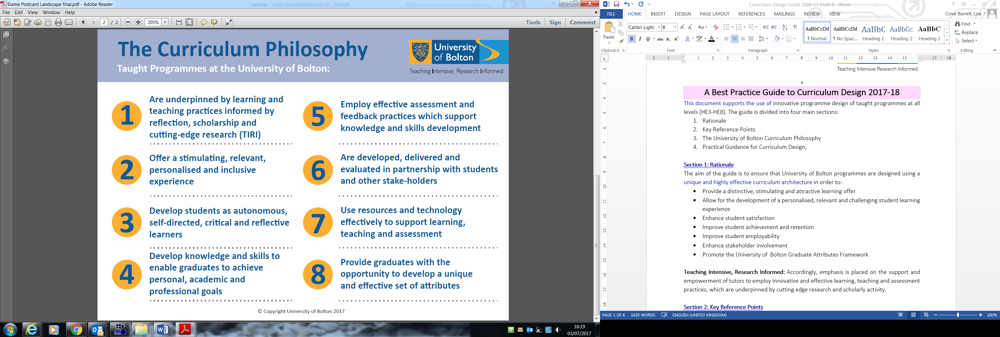 Game Postcard Landscape final.pdf - Adobe Reader
File Edit View Window Help
2 / 2 205% Tools Sign Comment
The Curriculum Philosophy
Taught Programmes at the University of Bolton:
University
of Bolton
Teaching Intensive, Research Informed
1
Are underpinned by learning and
teaching practices informed by
reflection, scholarship and
cutting-edge research (TIRI)
2
Offer a stimulating, relevant,
personalised and inclusive
experience
3
Develop students as autonomous,
self-directed, critical and reflective
learners
4
Develop knowledge and skills to
enable graduates to achieve
personal, academic and
professional goals
5
Employ effective assessment and
feedback practices which support
knowledge and skills development
6
Are developed, delivered and
evaluated in partnership with students
and other stake-holders
7
Use resources and technology
effectively to support learning,
teaching and assessment
8
Provide graduates with the
opportunity to develop a unique
and effective set of attributes
© Copyright University of Bolton 2017
16:19
03/07/2017
Curriculum Design Guide 2016-17 Draft 8 - Word
FILE HOME INSERT DESIGN PAGE LAYOUT REFERENCES MAILINGS REVIEW VIEW Cove-Burrell, Lisa
Paste
Calibri Light 8
AaBbCcDd AaBbCcDd AaBbC AaBbCc AaBbC
¶ Normal ¶ No Spac... Heading 1 Heading 2 Heading 3
Find
Replace
Select
Clipboard Font Paragraph Styles Editing
2 1 1 2 3 4 5 6 7 8 9 10 11 12 13 14 15 17 18
Teaching Intensive Research Informed
t
A Best Practice Guide to Curriculum Design 2017-18
This document supports the use of innovative programme design of taught programmes at all
levels (HE3-HE8). The guide is divided into four main sections:
1. Rationale
2. Key Reference Points
3. The University of Bolton Curriculum Philosophy
4. Practical Guidance for Curriculum Design,
Section 1: Rationale
The aim of the guide is to ensure that University of Bolton programmes are designed using a
unique and highly effective curriculum architecture in order to:
• Provide a distinctive, stimulating and attractive learning offer
• Allow for the development of a personalised, relevant and challenging student learning
experience
• Enhance student satisfaction
• Improve student achievement and retention
• Improve student employability
• Enhance stakeholder involvement
• Promote the University of Bolton Graduate Attributes Framework
Teaching Intensive, Research Informed: Accordingly, emphasis is placed on the support and
empowerment of tutors to employ innovative and effective learning, teaching and assessment
practices, which are underpinned by cutting edge research and scholarly activity.
Section 2: Key Reference Points
PAGE 1 OF 6 1420 WORDS ENGLISH (UNITED KINGDOM) 100%